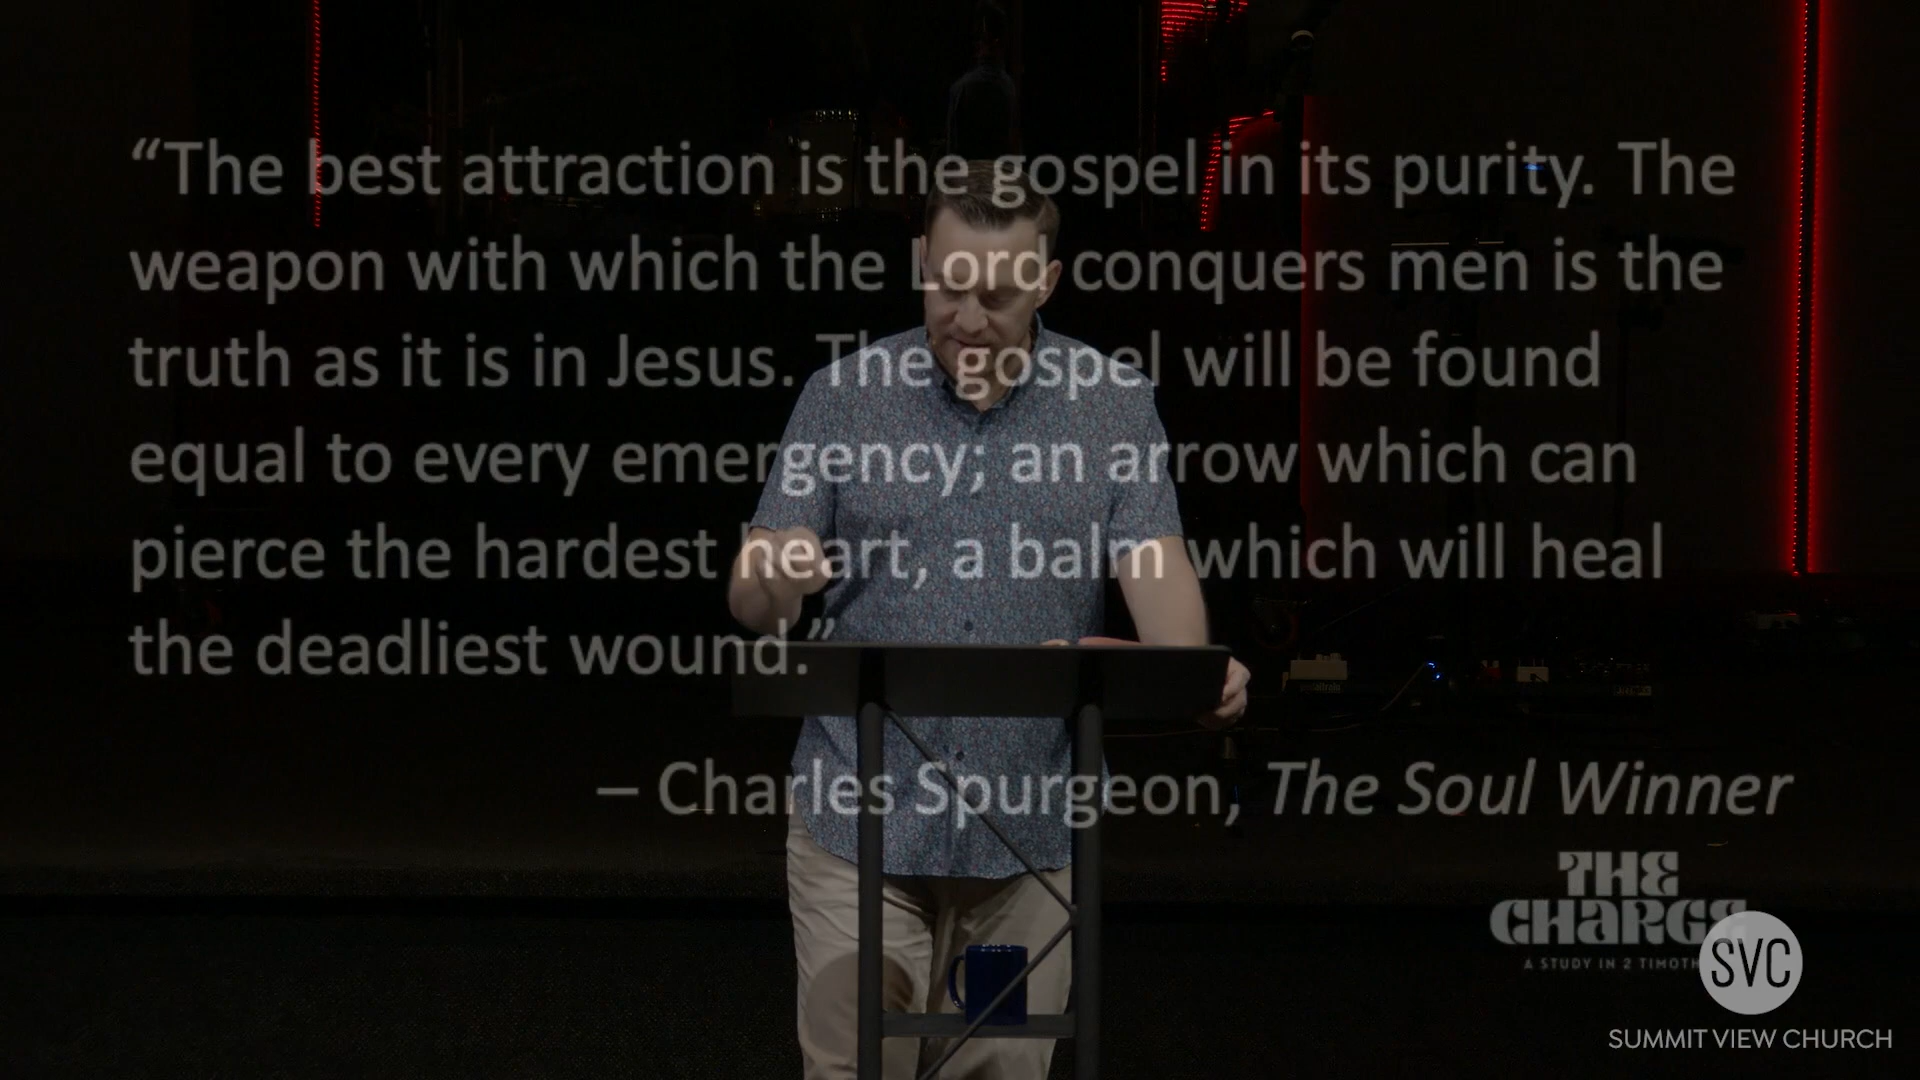 “The best attraction is the gospel in its purity. The
weapon with which the Lord conquers men is the
truth as it is in Jesus. The gospel will be found
equal to every emergency; an arrow which can
pierce the hardest heart, a balm which will heal
the deadliest wound.”
– Charles Spurgeon, The Soul Winner
THE
CHARGE
A STUDY IN 2
SVC
SUMMIT VIEW CHURCH